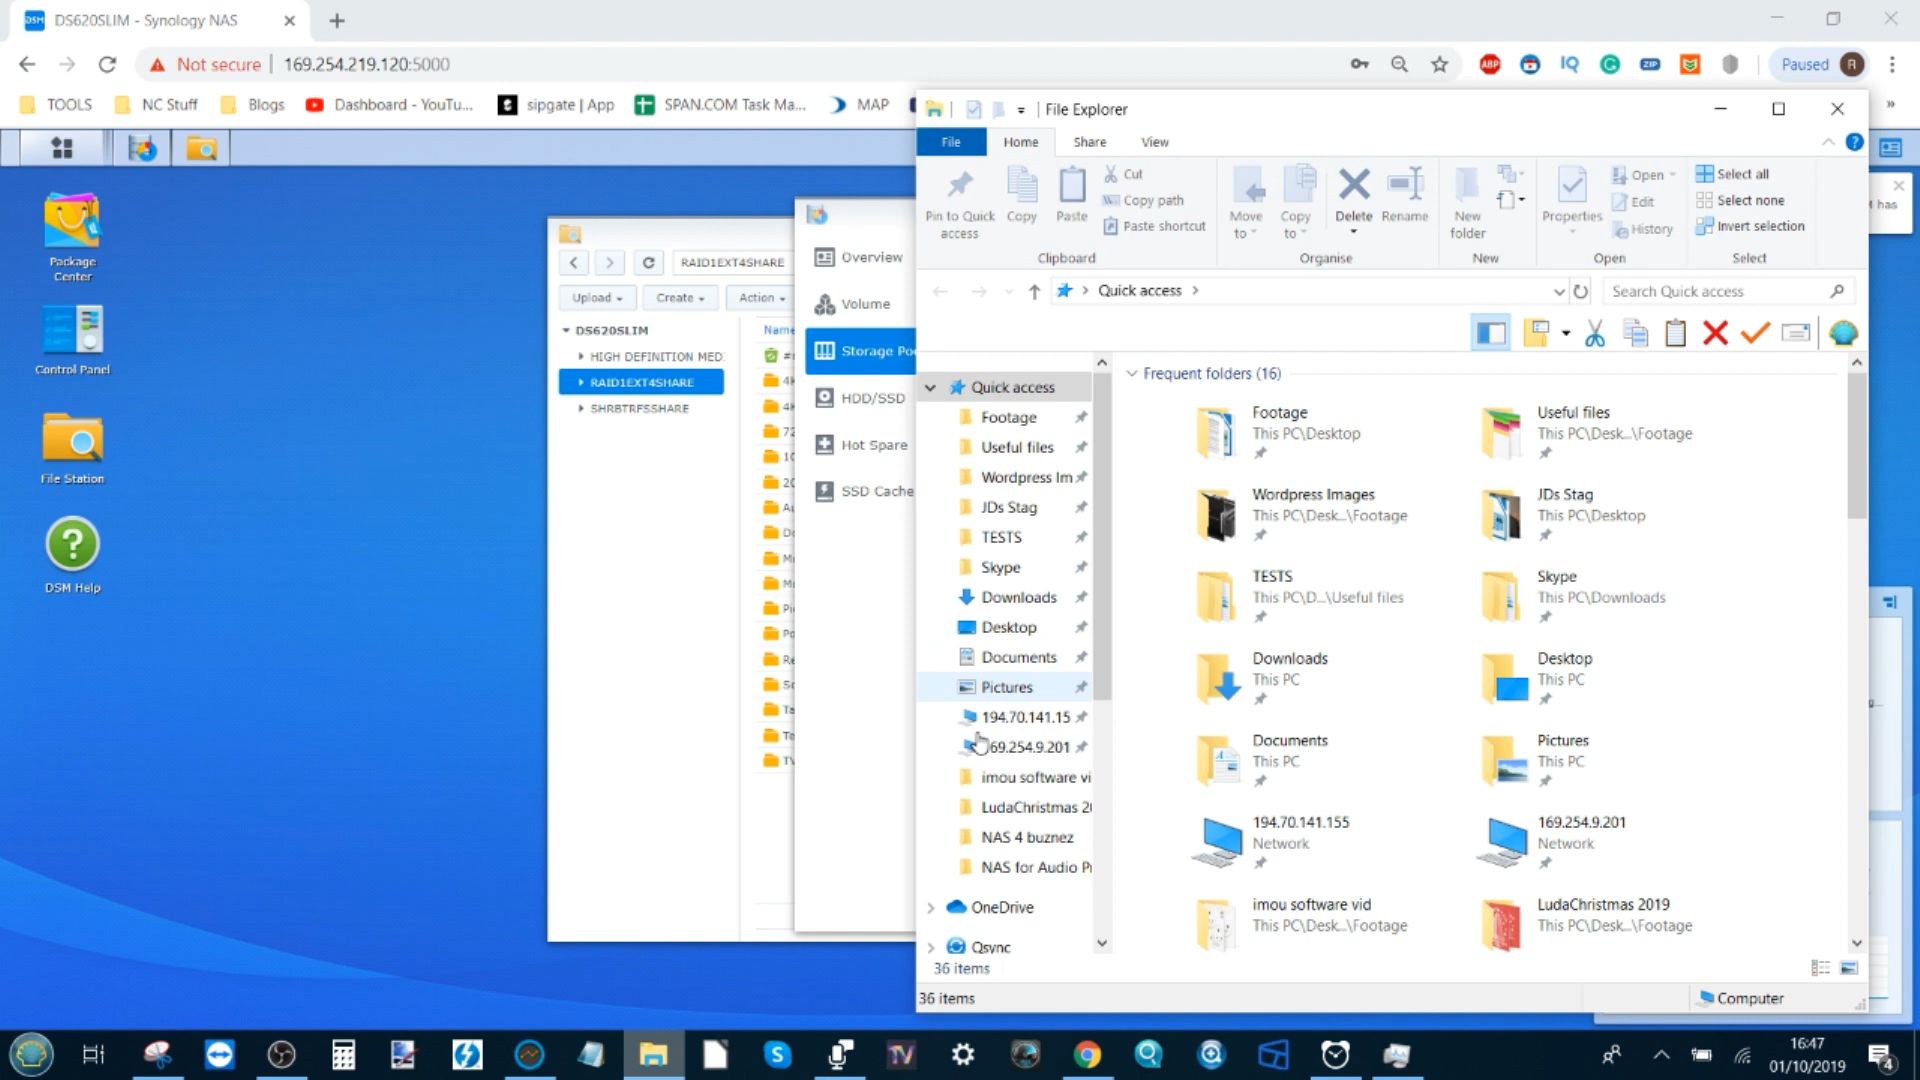 DS620SLIM - Synology NAS
Not secure
169.254.219.120:5000
ABP
IQ
ZIP
Paused
R
TOOLS
NC Stuff
Blogs
Dashboard - YouTu...
sipgate | App
SPAN.COM Task Ma...
MAP
Package
Center
Control Panel
File Station
DSM Help
RAID1EXT4SHARE
Upload
Create
Action
DS620SLIM
HIGH DEFINITION MED
RAID1EXT4SHARE
SHRBTRFSSHARE
Name
Overview
Volume
Storage Po
HDD/SSD
Hot Spare
SSD Cache
File Explorer
File
Home
Share
View
Pin to Quick
access
Copy
Paste
Cut
Copy path
Paste shortcut
Clipboard
Move
to
Copy
to
Delete
Rename
Organise
New
folder
New
Properties
Open
Edit
History
Open
Select all
Select none
Invert selection
Select
has
Quick access
Search Quick access
Quick access
Footage
Useful files
Wordpress Im
JDs Stag
TESTS
Skype
Downloads
Desktop
Documents
Pictures
194.70.141.15
69.254.9.201
imou software vi
LudaChristmas 2
NAS 4 buznez
NAS for Audio P
OneDrive
Qsync
Frequent folders (16)
Footage
This PC\Desktop
Useful files
This PC\Desk...\Footage
Wordpress Images
This PC\Desk...\Footage
JDs Stag
This PC\Desktop
TESTS
This PC\D...\Useful files
Skype
This PC\Downloads
Downloads
This PC
Desktop
This PC
Documents
This PC
Pictures
This PC
194.70.141.155
Network
169.254.9.201
Network
imou software vid
This PC\Desk...\Footage
LudaChristmas 2019
This PC\Desk...\Footage
36 items
36 items
Computer
TV
16:47
01/10/2019
4